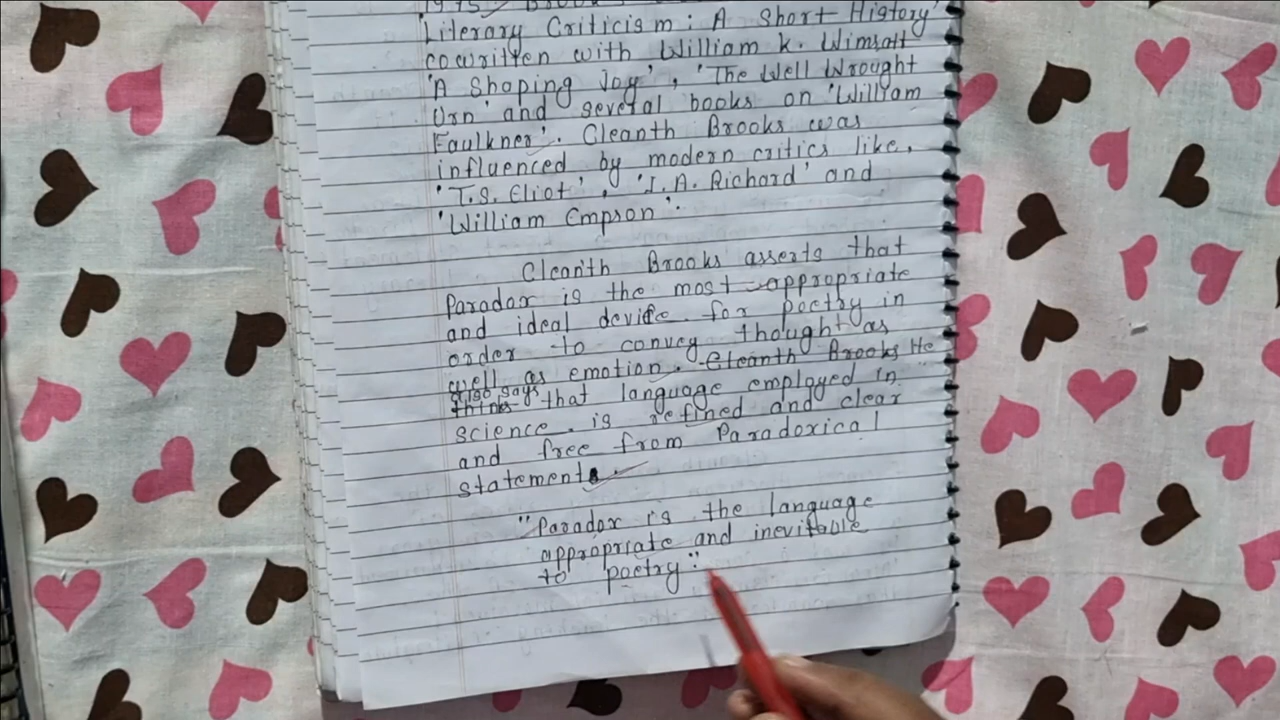 Literary Criticism: A Short History'
cowritten with William k. Wimsatt
'A Shaping Joy', 'The Well Wrought
Urn' and several books on 'William
Faulkner'. Cleanth Brooks was
influenced by modern critics like,
'T.S. Eliot', 'I.A. Richard' and
'William Empson'.
Cleanth Brooks asserts that
Paradox is the most appropriate
and ideal device for poetry in
order to convey thought as
well as emotion. Cleanth Brooks He
also says
thinks that language employed in
science is refined and clear
and free from Paradoxical
statements.
"Paradox is the language
appropriate and inevitable
to poetry"